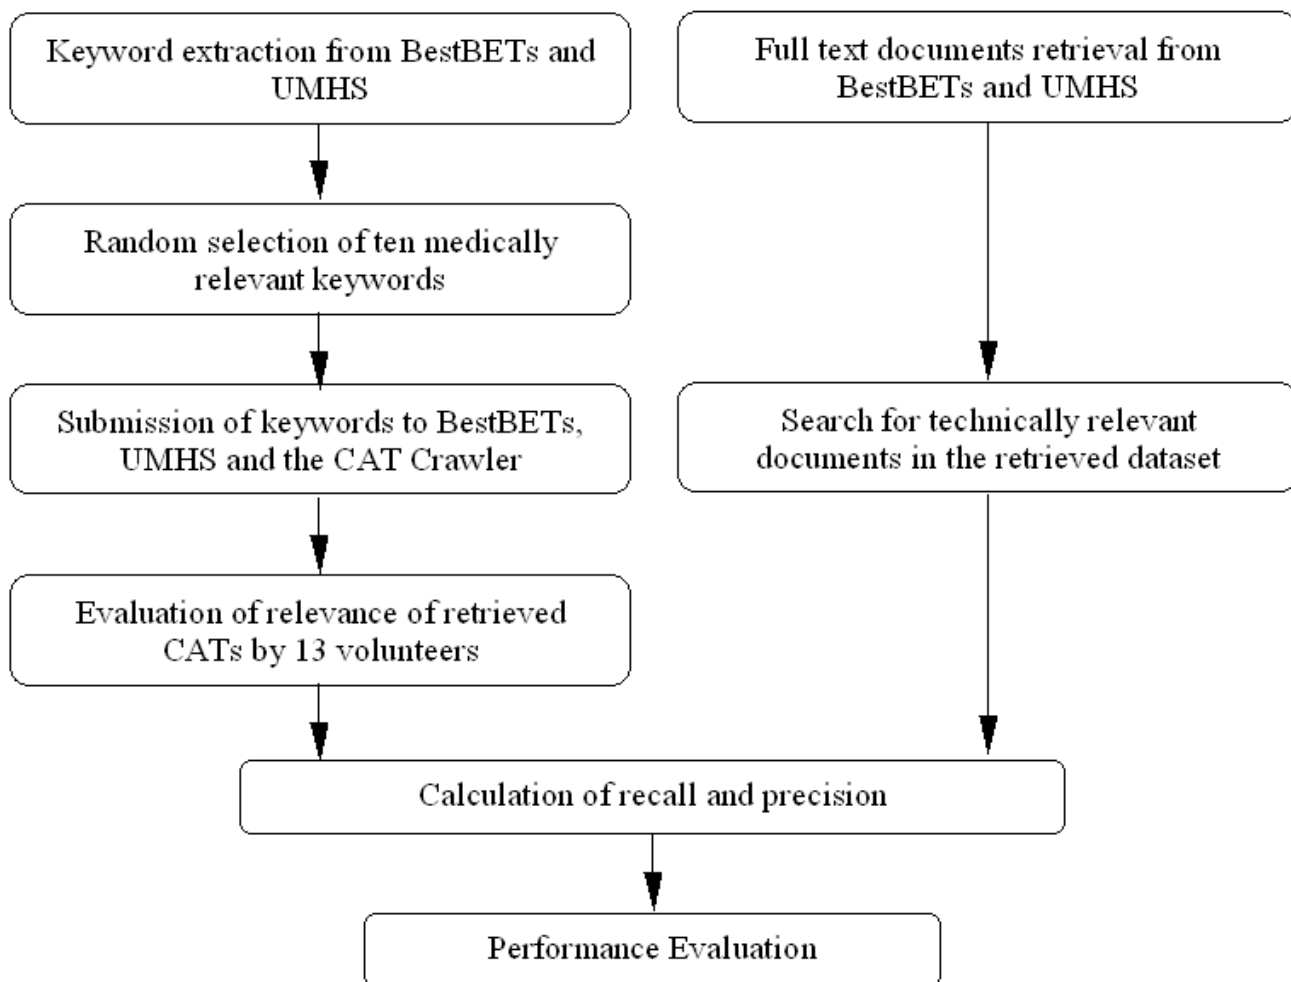 Keyword extraction from BestBETs and
UMHS
Full text documents retrieval from
BestBETs and UMHS
Random selection of ten medically
relevant keywords
Submission of keywords to BestBETs,
UMHS and the CAT Crawler
Search for technically relevant
documents in the retrieved dataset
Evaluation of relevance of retrieved
CATs by 13 volunteers
Calculation of recall and precision
Performance Evaluation